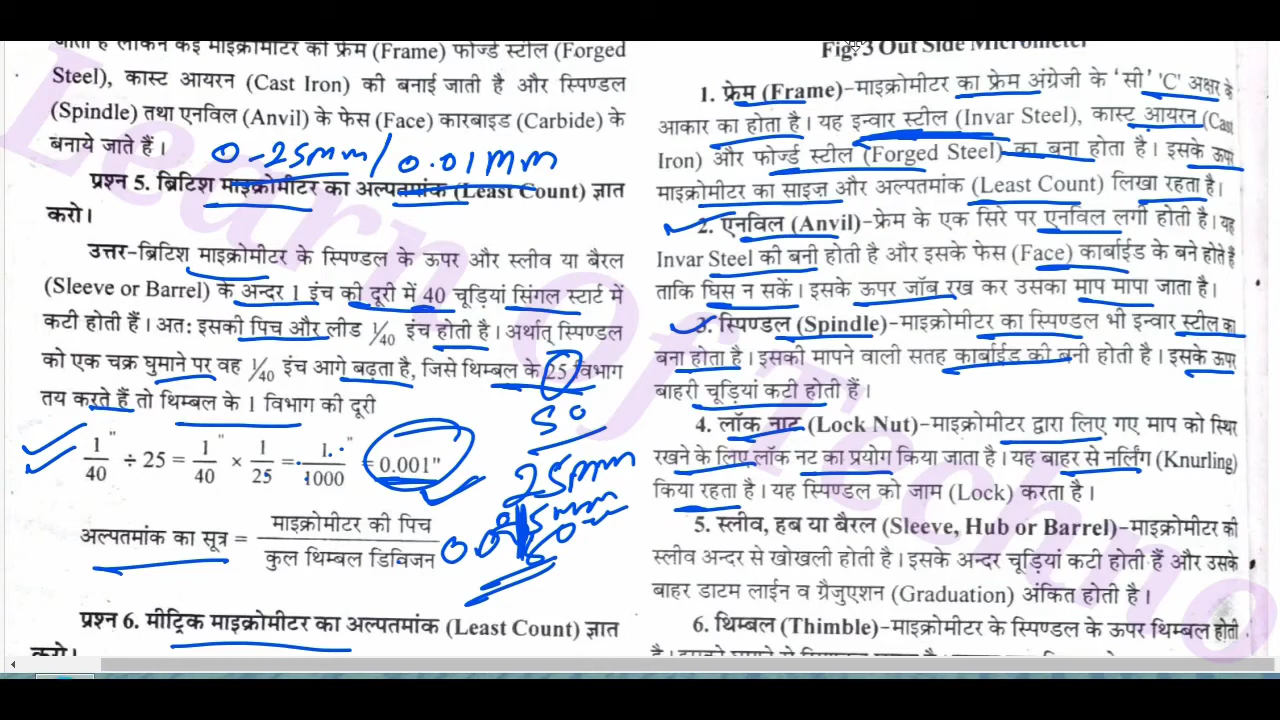 जाता है लेकिन कई माइक्रोमीटर की फ्रेम (Frame) फोर्ज्ड स्टील (Forged
Steel), कास्ट आयरन (Cast Iron) की बनाई जाती है और स्पिण्डल
(Spindle) तथा एनविल (Anvil) के फेस (Face) कारबाइड (Carbide) के
बनाये जाते हैं।
0-25mm/0.01mm
प्रश्न 5. ब्रिटिश माइक्रोमीटर का अल्पतमांक (Least Count) ज्ञात
करो।
उत्तर-ब्रिटिश माइक्रोमीटर के स्पिण्डल के ऊपर और स्लीव या बैरल
(Sleeve or Barrel) के अन्दर 1 इंच की दूरी में 40 चूड़ियां सिंगल स्टार्ट में
कटी होती हैं। अतः इसकी पिच और लीड 1/40 इंच होती है। अर्थात् स्पिण्डल
को एक चक्र घुमाने पर वह 1/40 इंच आगे बढ़ता है, जिसे थिम्बल के 25 विभाग
तय करते हैं तो थिम्बल के 1 विभाग की दूरी
50
1"/40 ÷ 25 = 1"/40 × 1/25 = 1"/1000 = 0.001"
25mm
अल्पतमांक का सूत्र = माइक्रोमीटर की पिच / कुल थिम्बल डिविजन
50
प्रश्न 6. मीट्रिक माइक्रोमीटर का अल्पतमांक (Least Count) ज्ञात
करो।
Fig. 3 Out Side Micrometer
1. फ्रेम (Frame)-माइक्रोमीटर का फ्रेम अंग्रेजी के ‘सी’ 'C' अक्षर के
आकार का होता है। यह इन्वार स्टील (Invar Steel), कास्ट आयरन (Cast
Iron) और फोर्ज्ड स्टील (Forged Steel) का बना होता है। इसके ऊपर
माइक्रोमीटर का साइज और अल्पतमांक (Least Count) लिखा रहता है।
2. एनविल (Anvil)-फ्रेम के एक सिरे पर एनविल लगी होती है। यह
Invar Steel की बनी होती है और इसके फेस (Face) कार्बाईड के बने होते हैं
ताकि घिस न सकें। इसके ऊपर जॉब रख कर उसका माप मापा जाता है।
3. स्पिण्डल (Spindle)-माइक्रोमीटर का स्पिण्डल भी इन्वार स्टील का
बना होता है। इसकी मापने वाली सतह कार्बाईड की बनी होती है। इसके ऊपर
बाहरी चूड़ियां कटी होती हैं।
4. लॉक नाट (Lock Nut)-माइक्रोमीटर द्वारा लिए गए माप को स्थिर
रखने के लिए लॉक नट का प्रयोग किया जाता है। यह बाहर से नर्लिंग (Knurling)
किया रहता है। यह स्पिण्डल को जाम (Lock) करता है।
5. स्लीव, हब या बैरल (Sleeve, Hub or Barrel)-माइक्रोमीटर की
स्लीव अन्दर से खोखली होती है। इसके अन्दर चूड़ियां कटी होती हैं और उसके
बाहर डाटम लाईन व ग्रैजुएशन (Graduation) अंकित होती है।
6. थिम्बल (Thimble)-माइक्रोमीटर के स्पिण्डल के ऊपर थिम्बल होती
Learn Of Techno